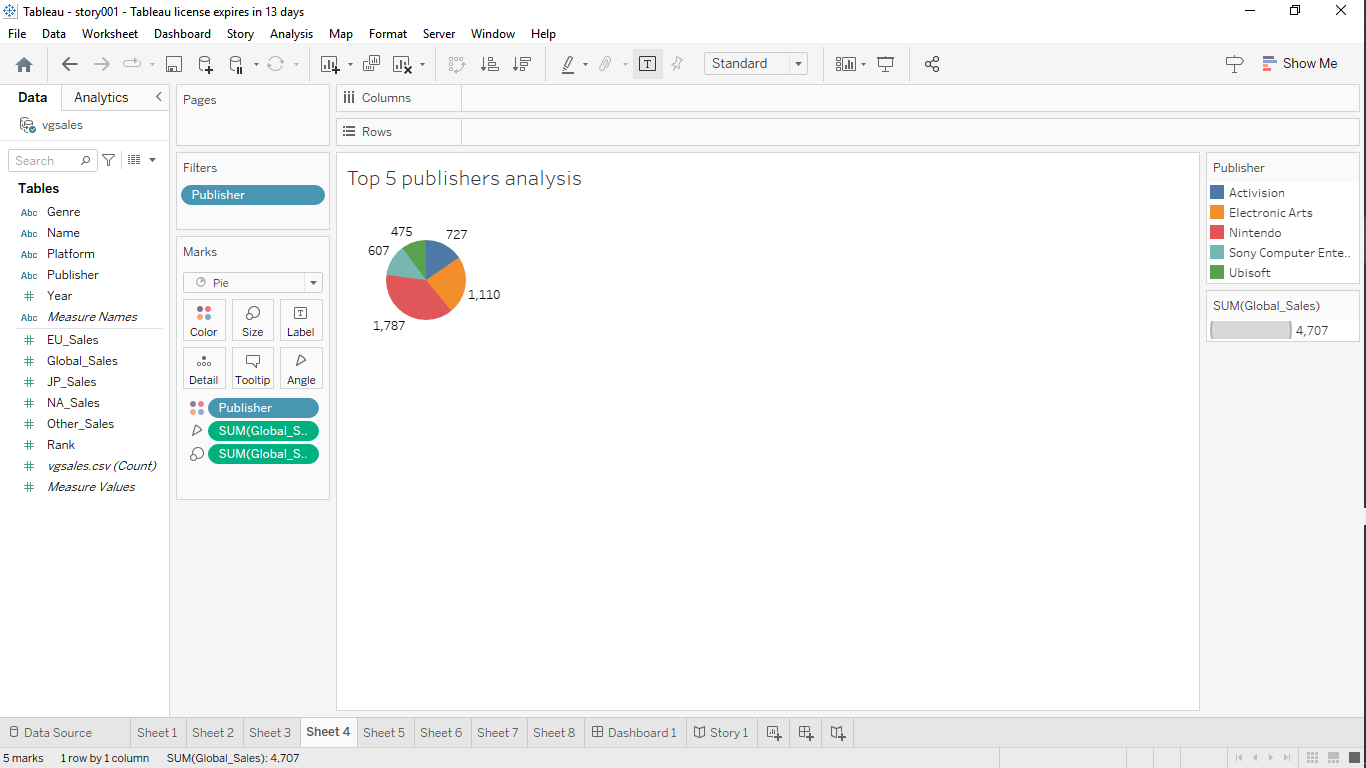 Tableau - story001 - Tableau license expires in 13 days
File Data Worksheet Dashboard Story Analysis Map Format Server Window Help
Standard
Show Me
Data Analytics
vgsales
Search
Tables
Abc Genre
Abc Name
Abc Platform
Abc Publisher
# Year
Abc Measure Names
# EU_Sales
# Global_Sales
# JP_Sales
# NA_Sales
# Other_Sales
# Rank
# vgsales.csv (Count)
# Measure Values
Pages
Filters
Publisher
Marks
Pie
Color Size Label
Detail Tooltip Angle
Publisher
SUM(Global_S..
SUM(Global_S..
Columns
Rows
Top 5 publishers analysis
475 727
607
1,110
1,787
Publisher
Activision
Electronic Arts
Nintendo
Sony Computer Ente..
Ubisoft
SUM(Global_Sales)
4,707
Data Source Sheet 1 Sheet 2 Sheet 3 Sheet 4 Sheet 5 Sheet 6 Sheet 7 Sheet 8 Dashboard 1 Story 1
5 marks 1 row by 1 column SUM(Global_Sales): 4,707